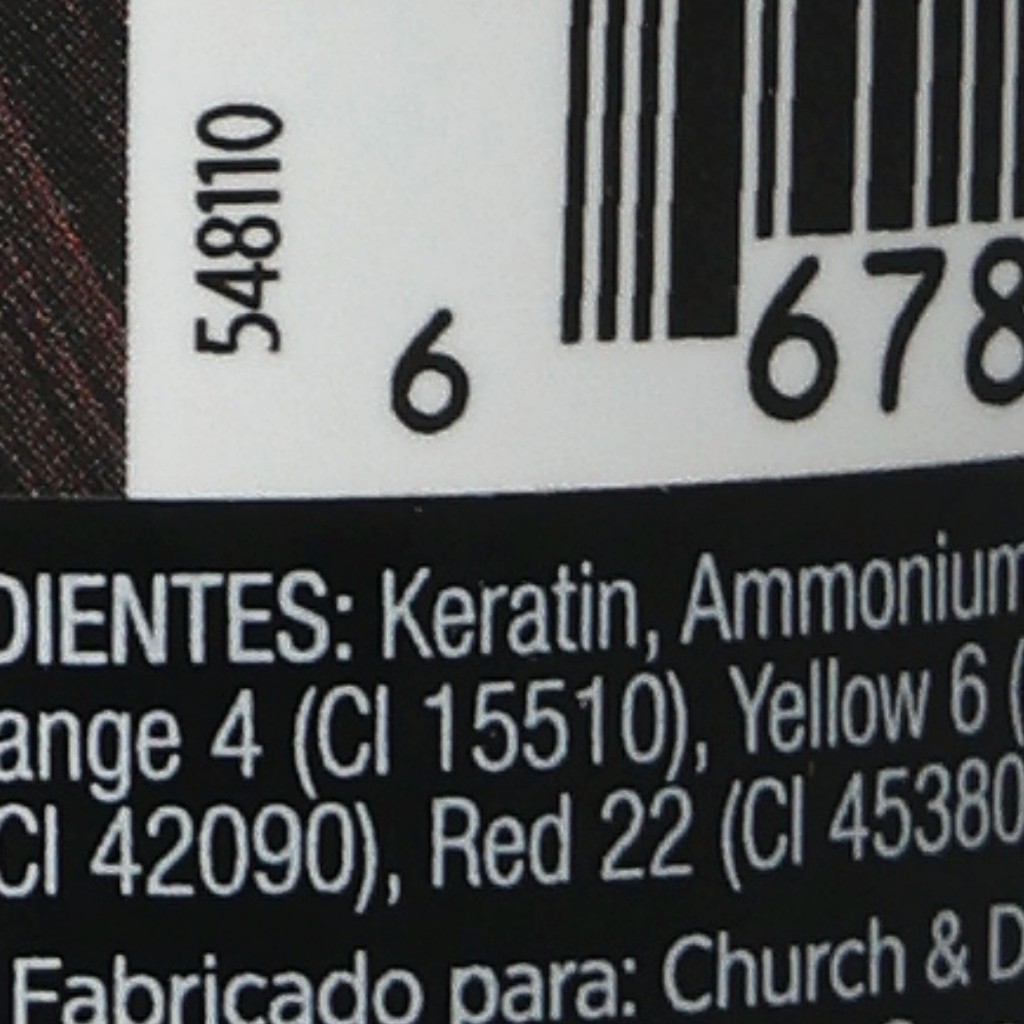 548110
6 678
DIENTES: Keratin, Ammonium
ange 4 (CI 15510), Yellow 6 (
CI 42090), Red 22 (CI 45380
Fabricado para: Church & D